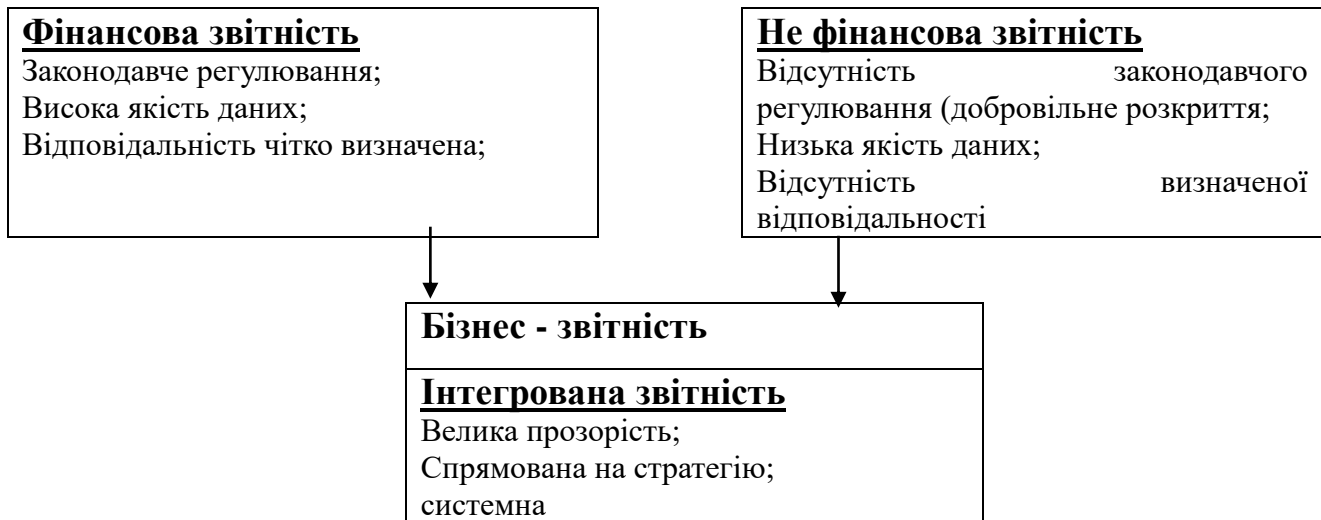 Фінансова звітність
Законодавче регулювання;
Висока якість даних;
Відповідальність чітко визначена;
Не фінансова звітність
Відсутність законодавчого
регулювання (добровільне розкриття;
Низька якість даних;
Відсутність визначеної
відповідальності
Бізнес - звітність
Інтегрована звітність
Велика прозорість;
Спрямована на стратегію;
системна